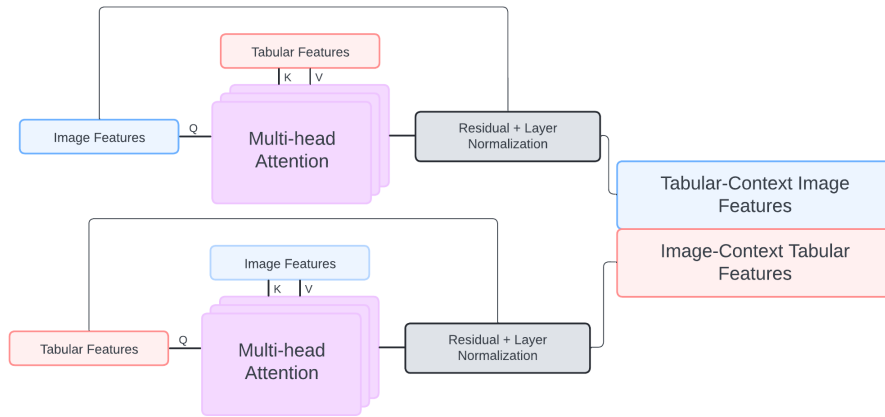 Tabular Features
K
V
Q
Image Features
Multi-head
Attention
Residual + Layer
Normalization
Tabular-Context Image
Features
Image-Context Tabular
Features
Image Features
K
V
Q
Tabular Features
Multi-head
Attention
Residual + Layer
Normalization